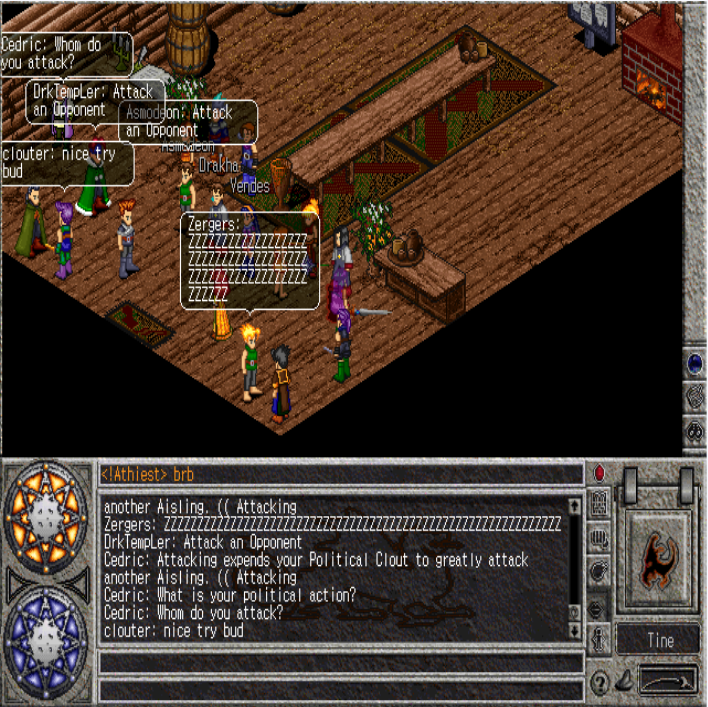 Cedric: Whom do
you attack?
DrkTempLer: Attack
an Opponent
Asmodeon: Attack
an Opponent
clouter: nice try
bud
Asmodeon
Drakha
Vendes
Zergers:
ZZZZZZZZZZZZZZZZZZ
ZZZZZZZZZZZZZZZZZZ
ZZZZZZZZZZZZZZZZZZ
ZZZZZZ
<!Athiest> brb
another Aisling. (( Attacking
Zergers: ZZZZZZZZZZZZZZZZZZZZZZZZZZZZZZZZZZZZZZZZZZZZZZZZZZZZZZZZZZZZ
DrkTempLer: Attack an Opponent
Cedric: Attacking expends your Political Clout to greatly attack
another Aisling. (( Attacking
Cedric: What is your political action?
Cedric: Whom do you attack?
clouter: nice try bud
Tine